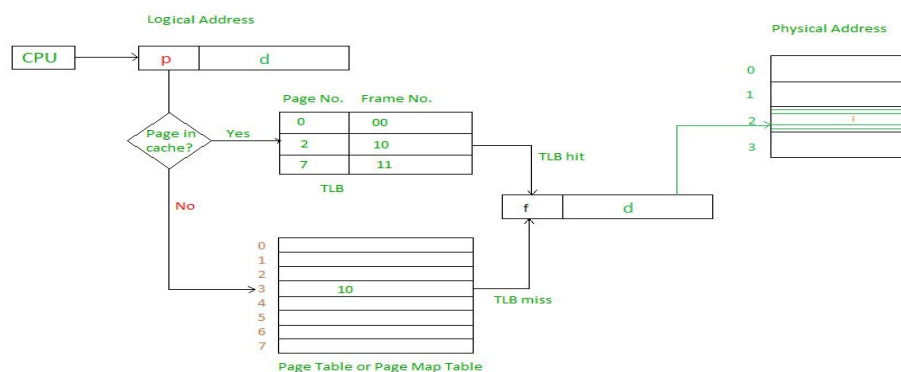 Logical Address
Physical Address
CPU
p d
0
1
2 i
3
Page No. Frame No.
Page in
cache?
Yes
0 00
2 10
7 11
TLB
TLB hit
No
f d
0
1
2
3 10
4
5
6
7
TLB miss
Page Table or Page Map Table